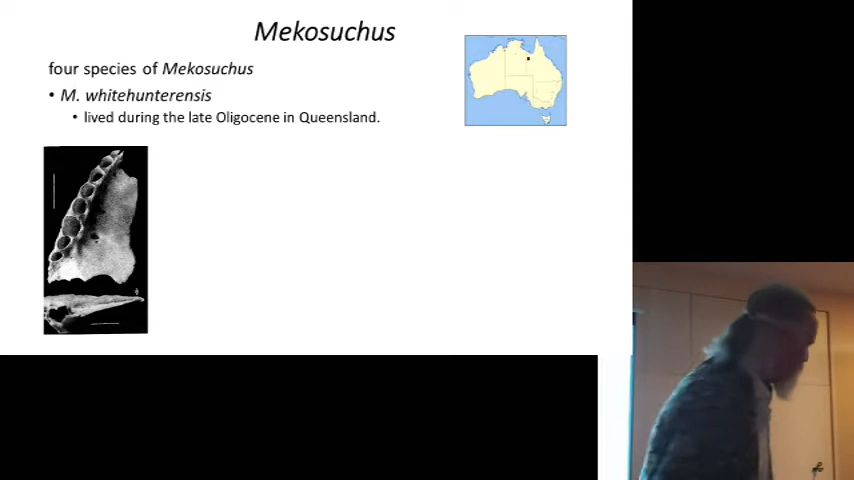 Mekosuchus
four species of Mekosuchus
• M. whitehunterensis
• lived during the late Oligocene in Queensland.